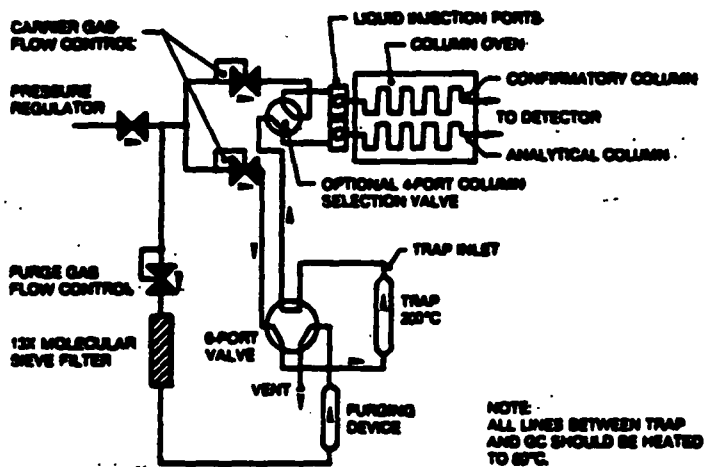 CARRIER GAS
FLOW CONTROL
LIQUID INJECTION PORTS
COLUMN OVEN
PRESSURE
REGULATOR
CONFIRMATORY COLUMN
TO DETECTOR
ANALYTICAL COLUMN
OPTIONAL 4-PORT COLUMN
SELECTION VALVE
PURGE GAS
FLOW CONTROL
13X MOLECULAR
SIEVE FILTER
TRAP INLET
TRAP
200°C
6-PORT
VALVE
VENT
PURGING
DEVICE
NOTE:
ALL LINES BETWEEN TRAP
AND GC SHOULD BE HEATED
TO 80°C.